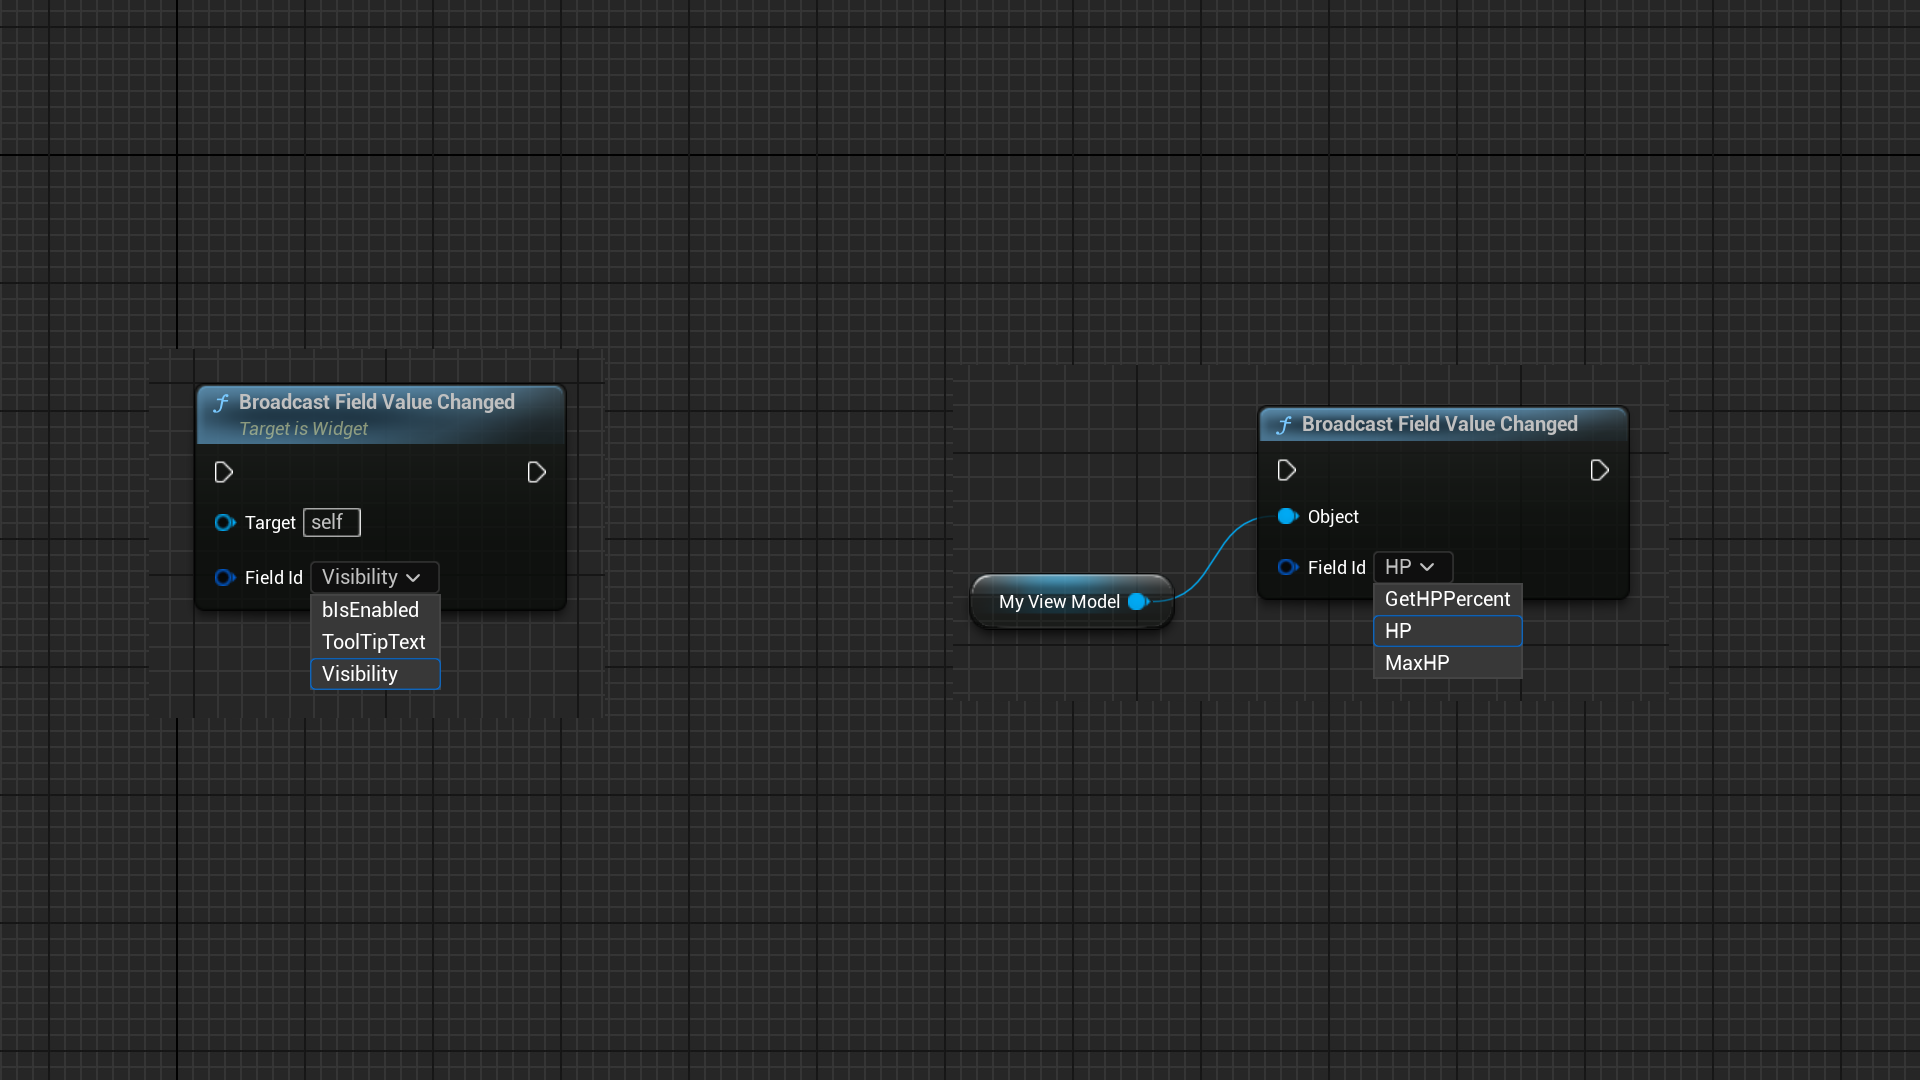 Broadcast Field Value Changed
Target is Widget
Target self
Field Id Visibility
bIsEnabled
ToolTipText
Visibility
Broadcast Field Value Changed
Object
My View Model
Field Id HP
GetHPPercent
HP
MaxHP